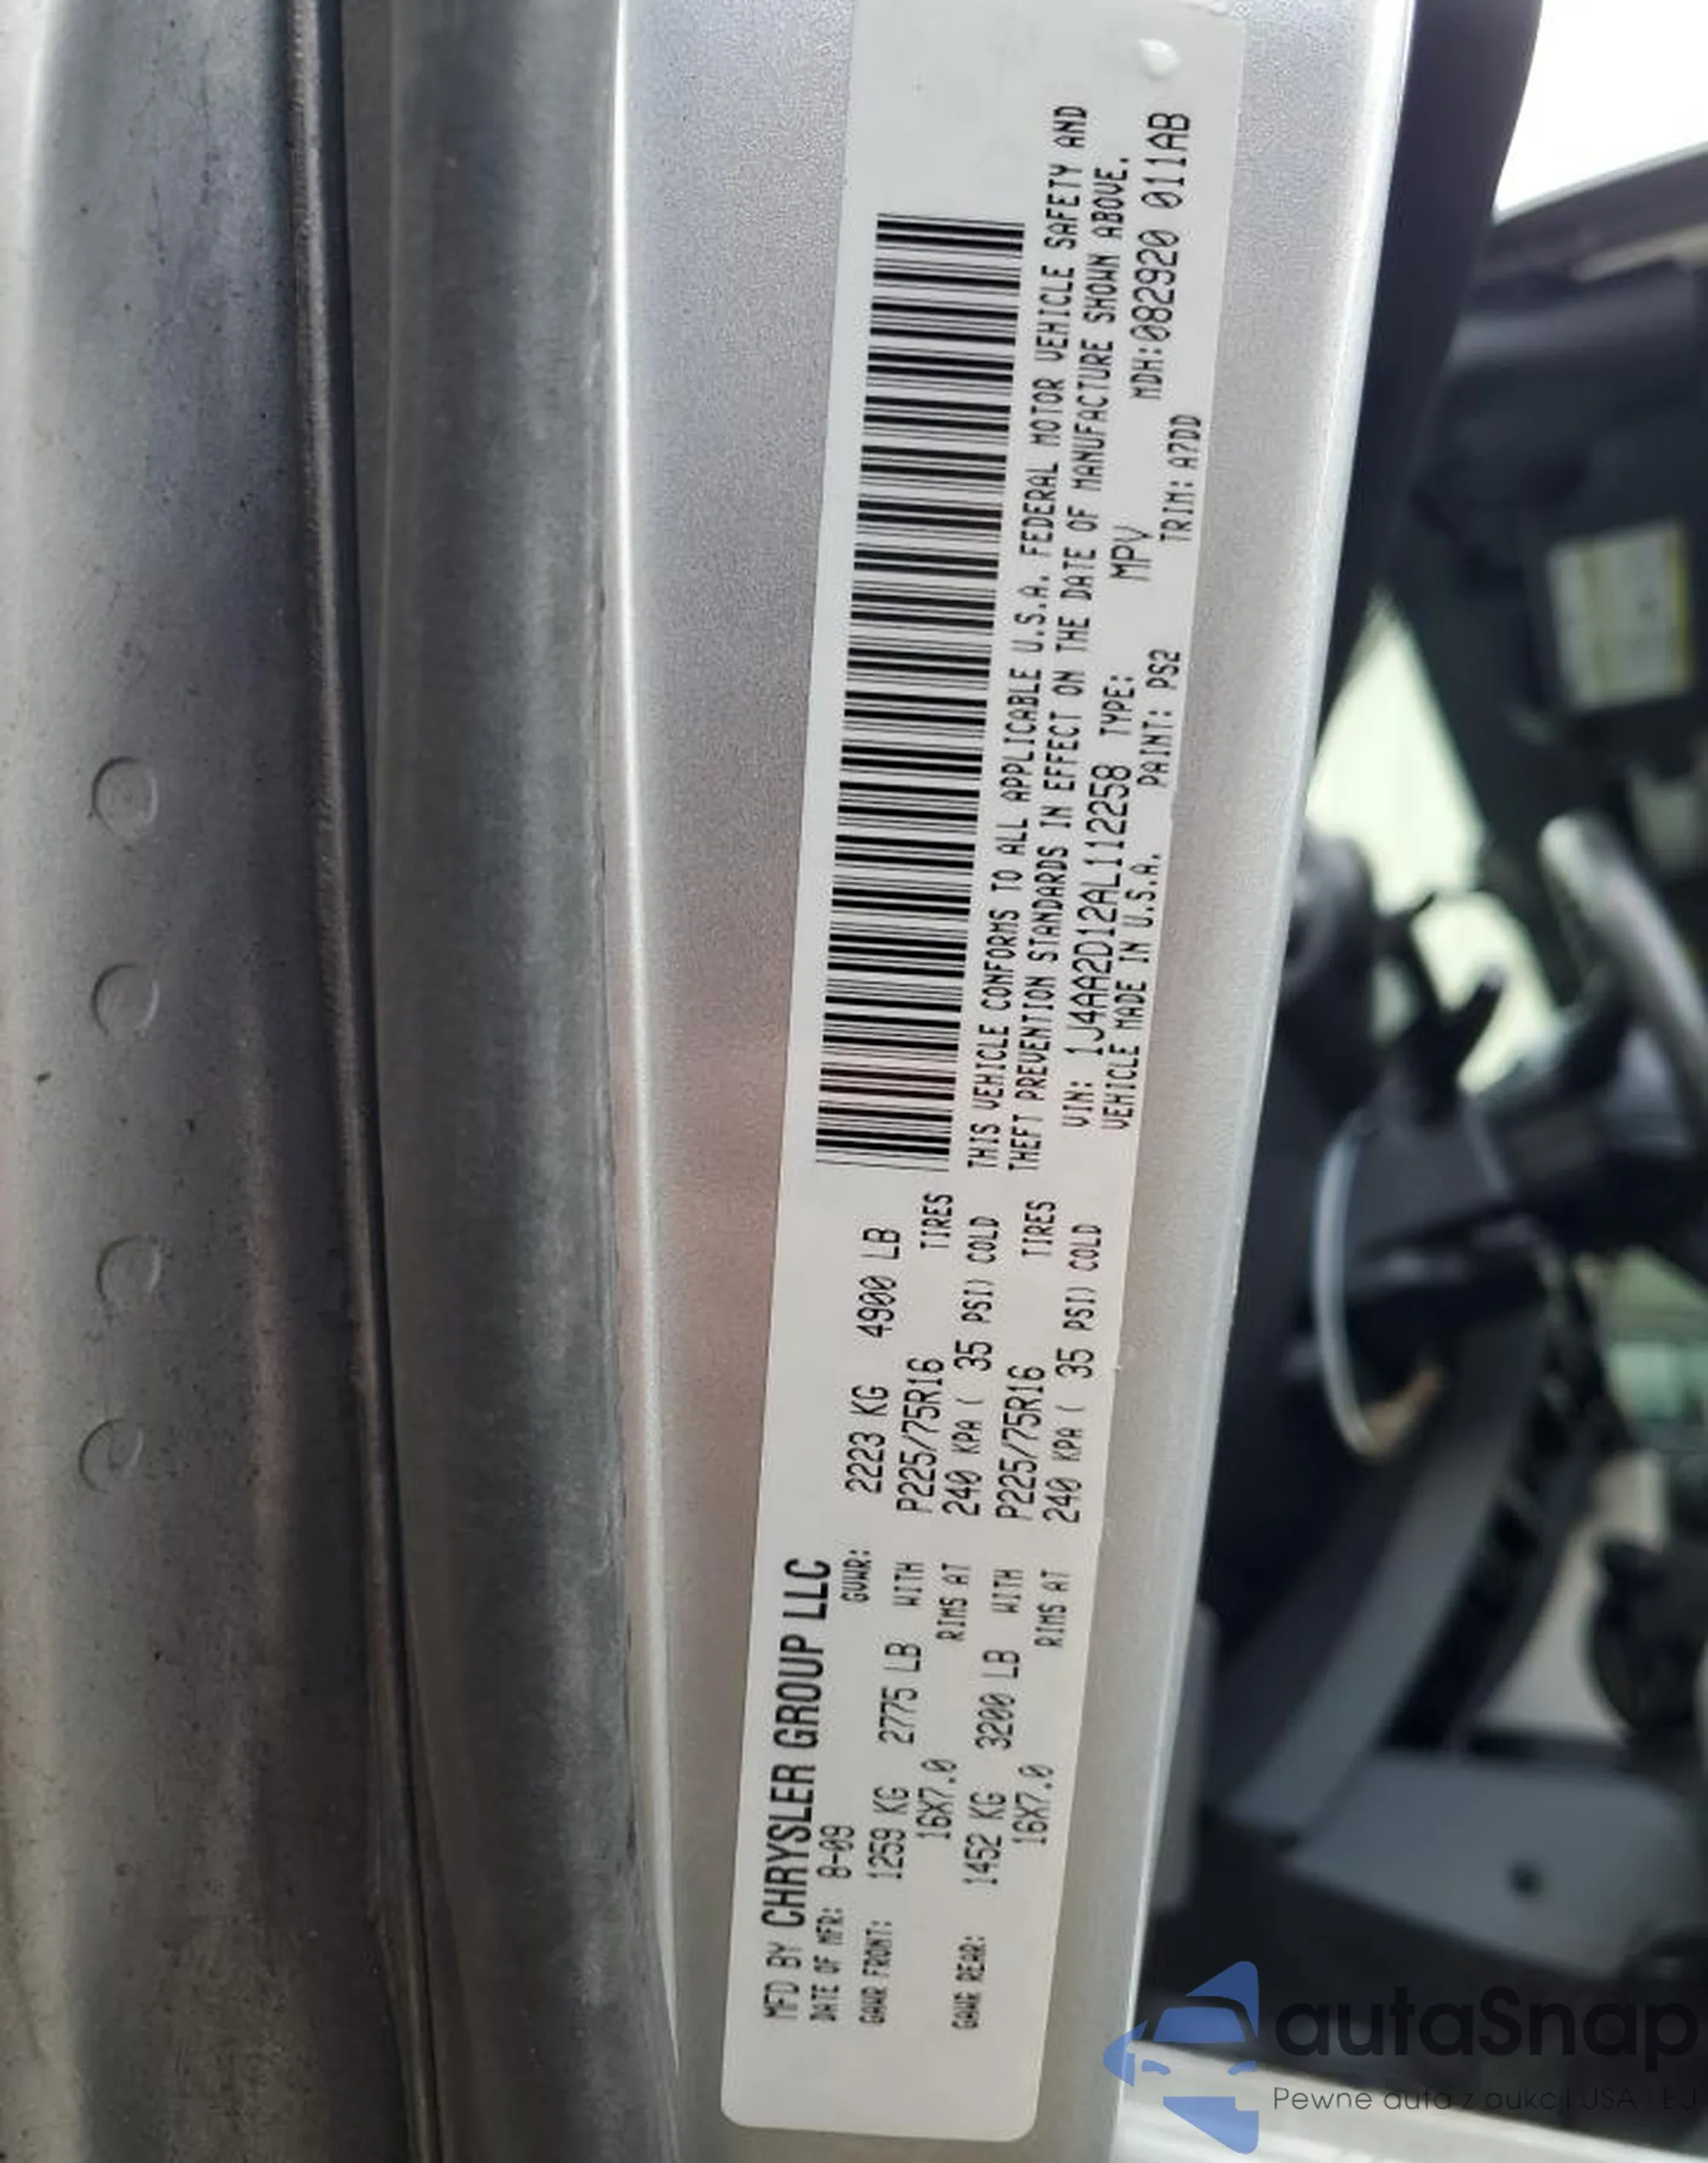 MFD BY CHRYSLER GROUP LLC
DATE OF MFR: 8-09 GVWR: 2223 KG 4900 LB
GAWR FRONT: 1259 KG 2775 LB WITH P225/75R16 TIRES
16X7.0 RIMS AT 240 KPA ( 35 PSI) COLD
GAWR REAR: 1452 KG 3200 LB WITH P225/75R16 TIRES
16X7.0 RIMS AT 240 KPA ( 35 PSI) COLD
THIS VEHICLE CONFORMS TO ALL APPLICABLE U.S.A. FEDERAL MOTOR VEHICLE SAFETY AND
THEFT PREVENTION STANDARDS IN EFFECT ON THE DATE OF MANUFACTURE SHOWN ABOVE.
VIN: 1J4AA2D12AL112258 TYPE: MPV MDH:082920 011AB
VEHICLE MADE IN U.S.A. PAINT: PS2 TRIM: A7DD
autaSnap
Pewne auta z aukcji USA i EU